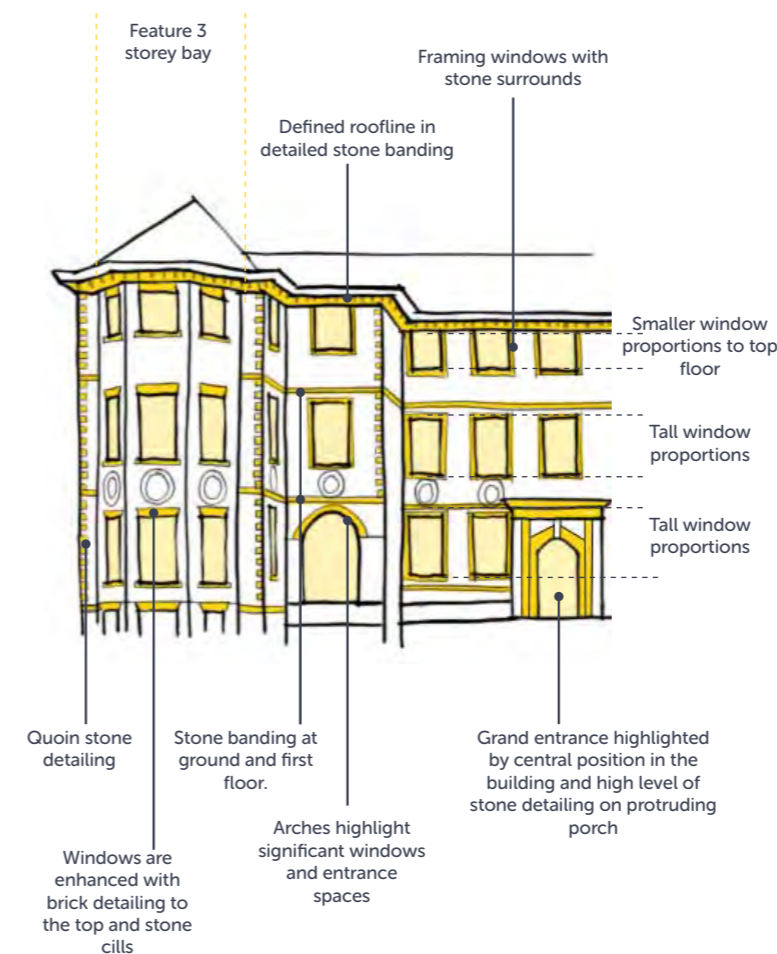 Feature 3
storey bay
Framing windows with
stone surrounds
Defined roofline in
detailed stone banding
Smaller window
proportions to top
floor
Tall window
proportions
Tall window
proportions
Quoin stone
detailing
Stone banding at
ground and first
floor.
Grand entrance highlighted
by central position in the
building and high level of
stone detailing on protruding
porch
Arches highlight
significant windows
and entrance
spaces
Windows are
enhanced with
brick detailing to
the top and stone
cills